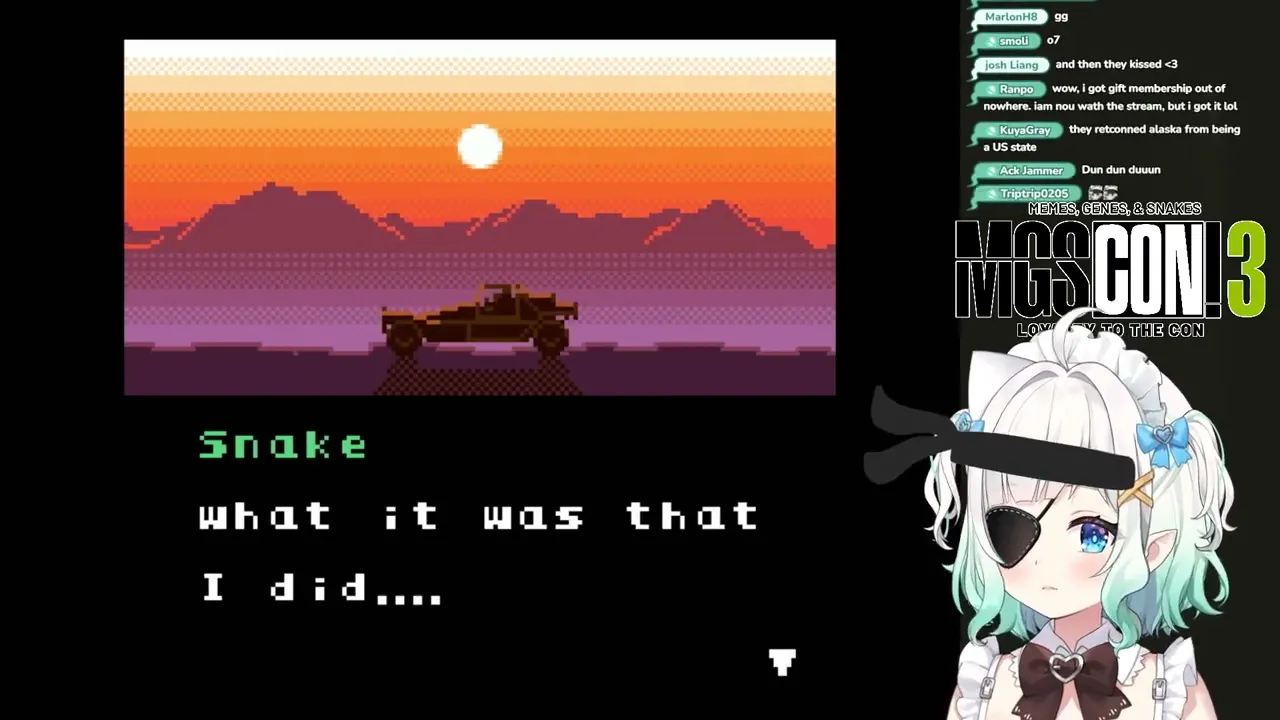 MarlonH8 gg
smoli o7
josh Liang and then they kissed <3
Ranpo wow, i got gift membership out of
nowhere. iam nou wath the stream, but i got it lol
KuyaGray they retconned alaska from being
a US state
Ack Jammer Dun dun duuun
Triptrip0205
MEMES, GENES, & SNAKES
MGSCON! 3
LOYALTY TO THE CON
Snake
what it was that
I did....